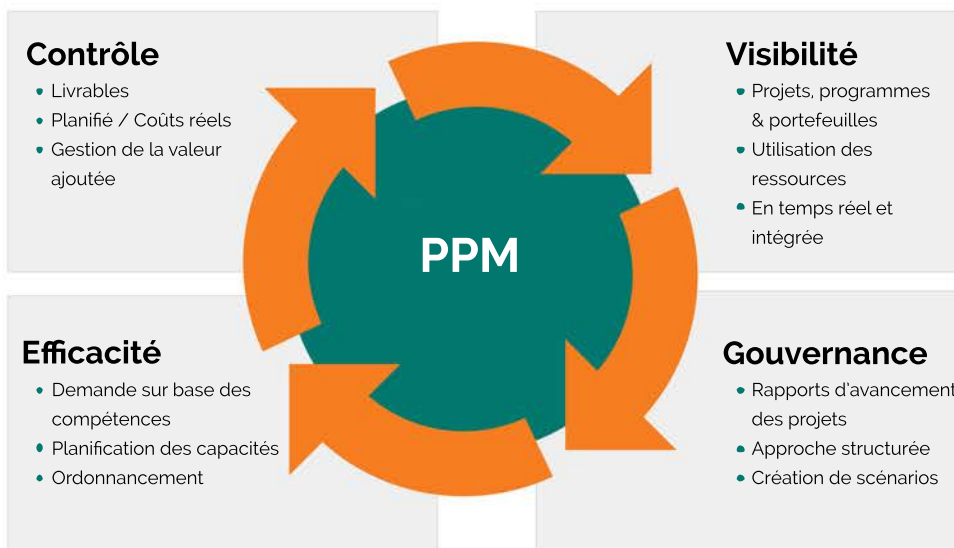 Contrôle
Livrables
Planifié / Coûts réels
Gestion de la valeur
ajoutée
Visibilité
Projets, programmes
& portefeuilles
Utilisation des
ressources
En temps réel et
intégrée
PPM
Efficacité
Demande sur base des
compétences
Planification des capacités
Ordonnancement
Gouvernance
Rapports d'avancement
des projets
Approche structurée
Création de scénarios